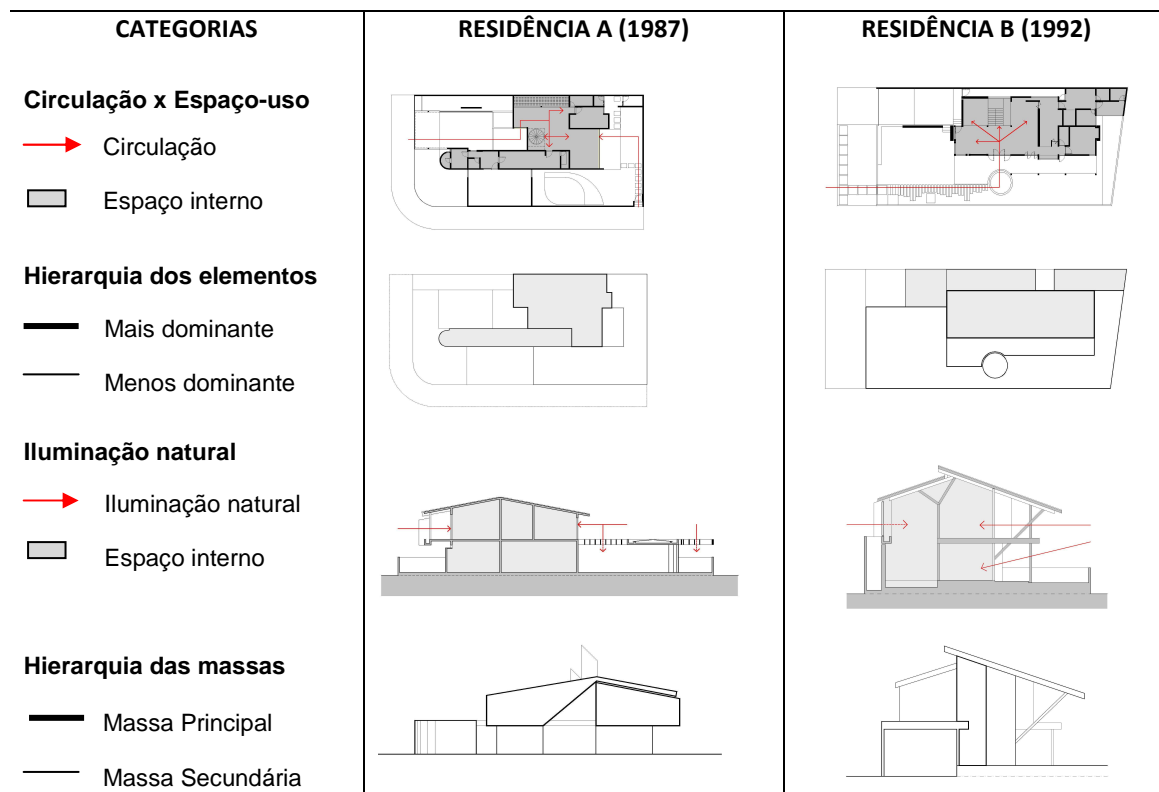 CATEGORIAS
RESIDÊNCIA A (1987)
RESIDÊNCIA B (1992)
Circulação x Espaço-uso
Circulação
Espaço interno
Hierarquia dos elementos
Mais dominante
Menos dominante
Iluminação natural
Iluminação natural
Espaço interno
Hierarquia das massas
Massa Principal
Massa Secundária